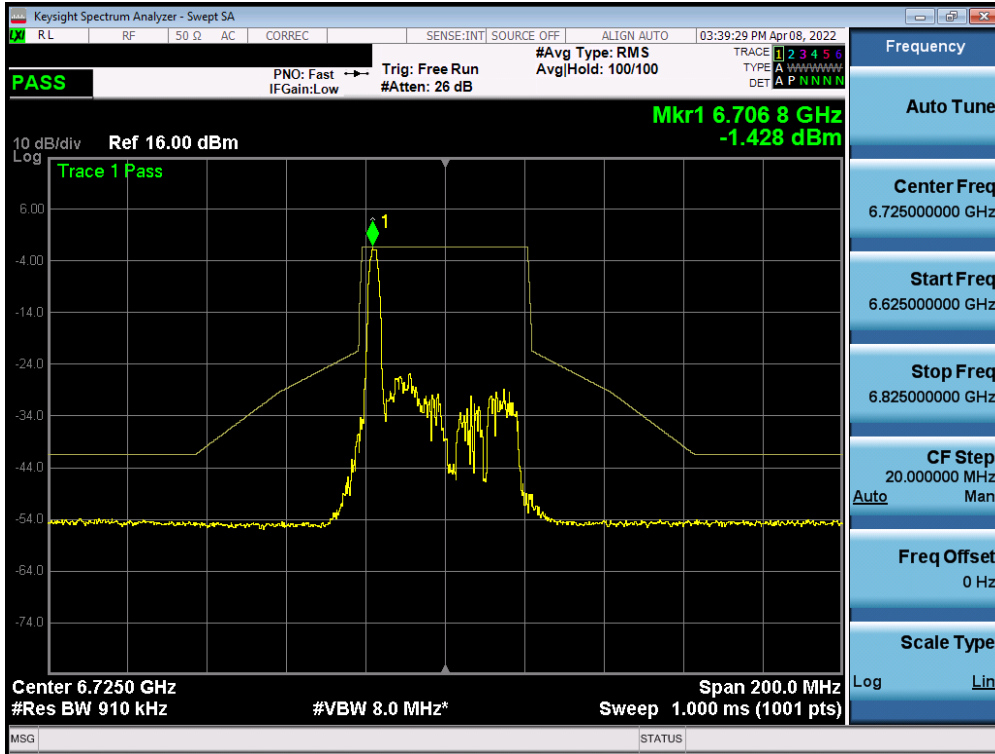 Keysight Spectrum Analyzer - Swept SA
LXI RL RF 50 Ω AC CORREC SENSE:INT SOURCE OFF ALIGN AUTO 03:39:29 PM Apr 08, 2022
PASS
PNO: Fast
IFGain:Low
Trig: Free Run
#Atten: 26 dB
#Avg Type: RMS
Avg|Hold: 100/100
TRACE 1 2 3 4 5 6
TYPE A WWWWW
DET A P N N N N
Mkr1 6.706 8 GHz
-1.428 dBm
10 dB/div Ref 16.00 dBm
Log
Trace 1 Pass
1
6.00
-4.00
-14.0
-24.0
-34.0
-44.0
-54.0
-64.0
-74.0
Center 6.7250 GHz Span 200.0 MHz
#Res BW 910 kHz #VBW 8.0 MHz* Sweep 1.000 ms (1001 pts)
MSG STATUS
Frequency
Auto Tune
Center Freq
6.725000000 GHz
Start Freq
6.625000000 GHz
Stop Freq
6.825000000 GHz
CF Step
20.000000 MHz
Auto Man
Freq Offset
0 Hz
Scale Type
Log Lin